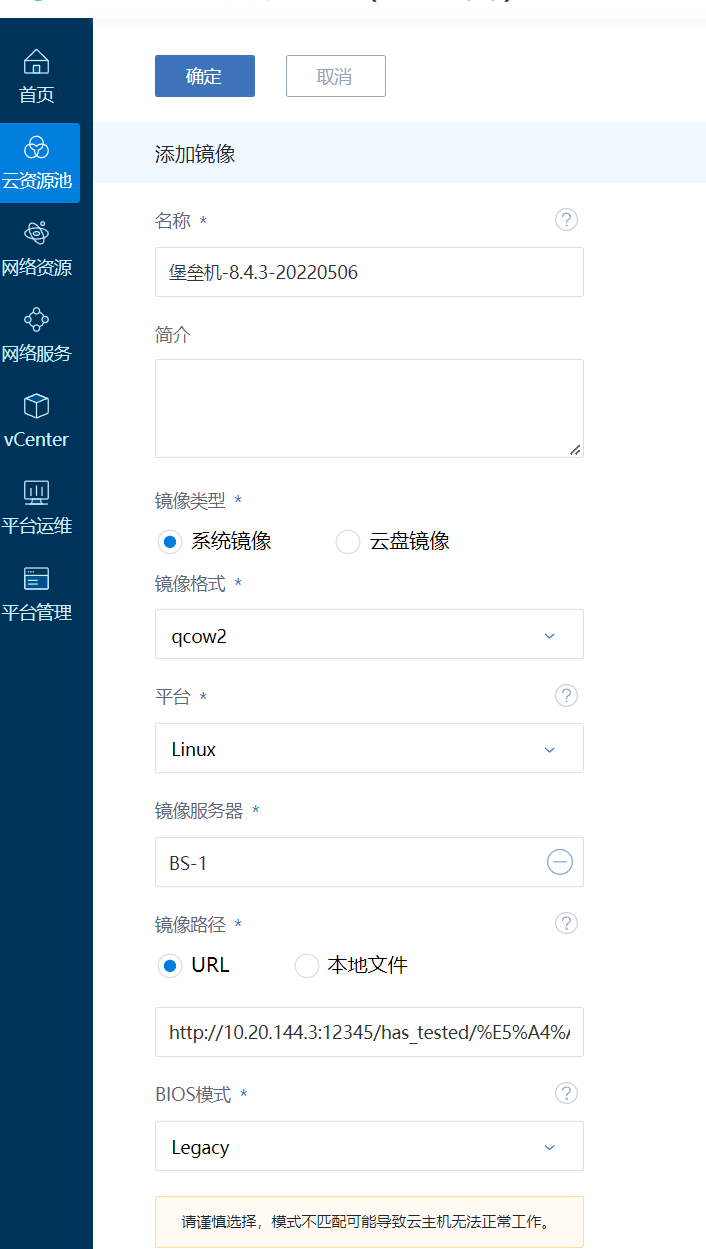 首页
云资源池
网络资源
网络服务
vCenter
平台运维
平台管理
确定
取消
添加镜像
名称 *
堡垒机-8.4.3-20220506
简介
镜像类型 *
系统镜像
云盘镜像
镜像格式 *
qcow2
平台 *
Linux
镜像服务器 *
BS-1
镜像路径 *
URL
本地文件
http://10.20.144.3:12345/has_tested/%E5%A4%
BIOS模式 *
Legacy
请谨慎选择，模式不匹配可能导致云主机无法正常工作。